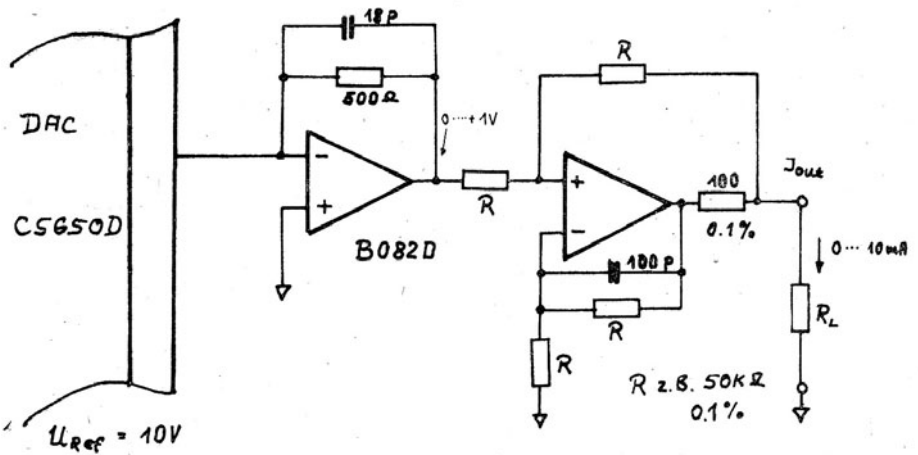 18p
500Ω
R
DAC
0····+1V
Jout
C5650D
R
100
0.1%
0··· 10mA
B082D
100p
R
R
RL
R z.B. 50KΩ
0.1%
URef = 10V